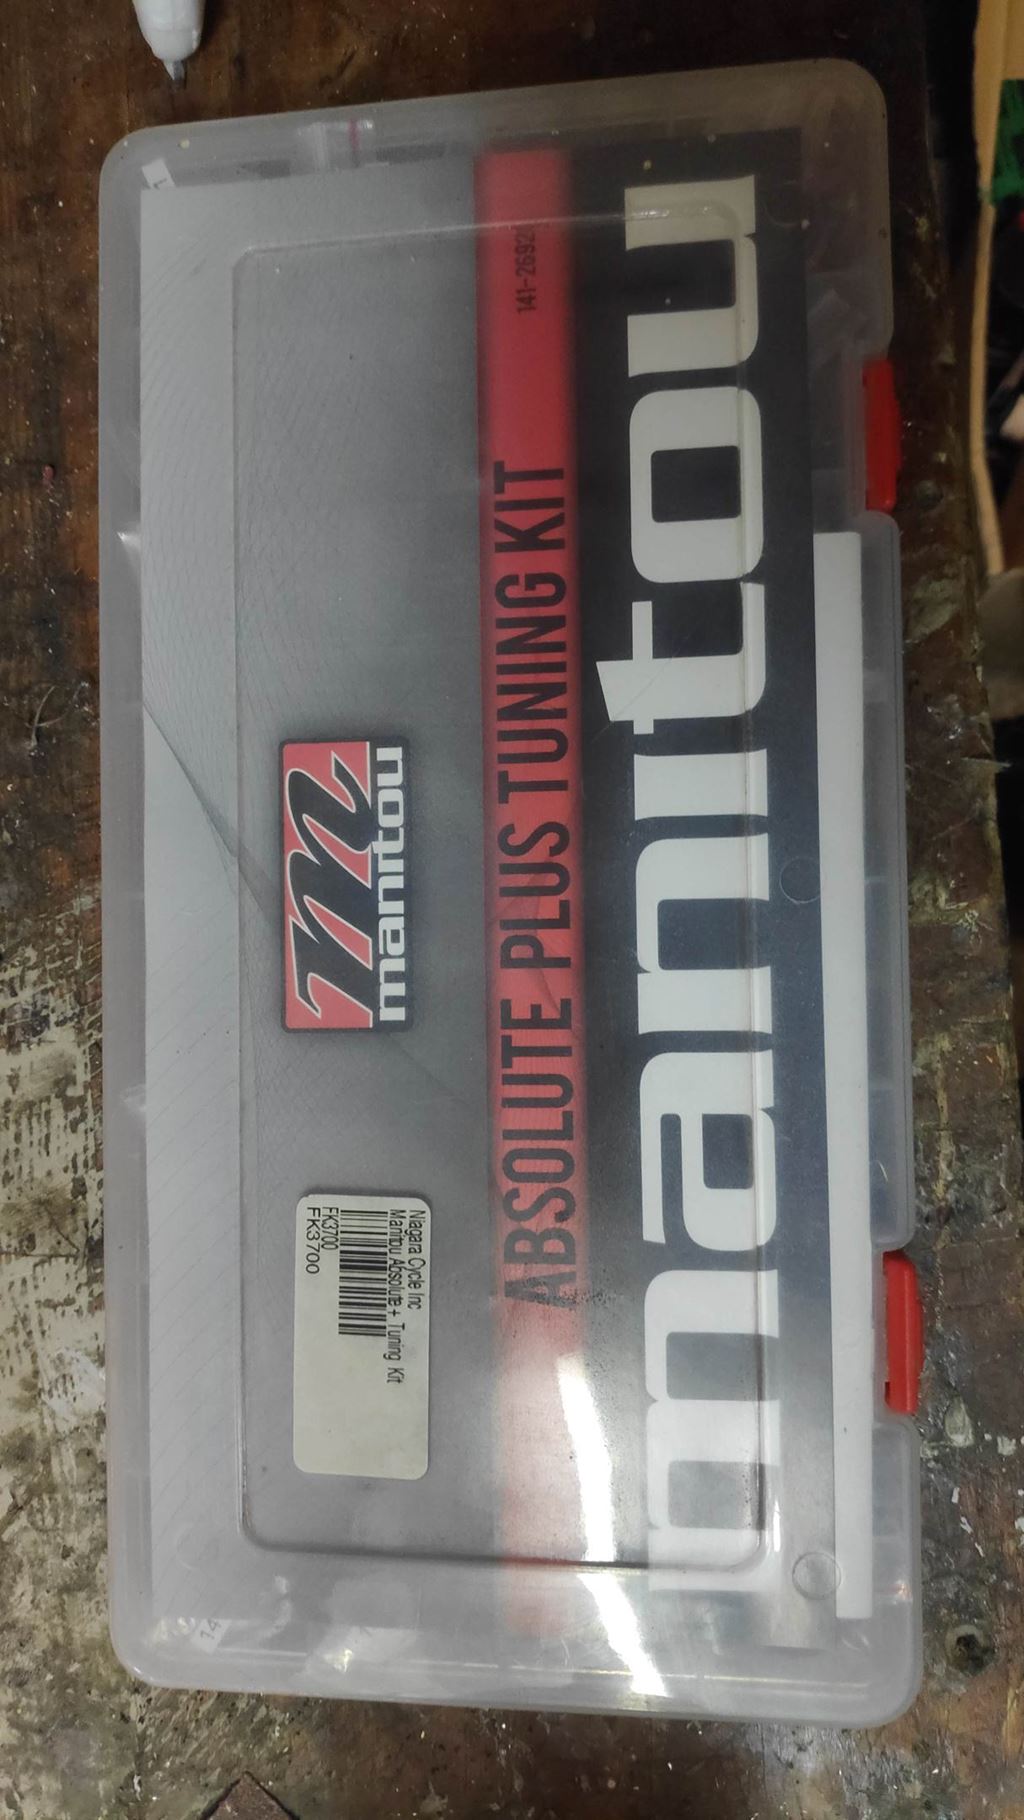 manitou
ABSOLUTE PLUS TUNING KIT
141-2692
manitou
Niagara Cycle Inc
Manitou Absolute+ Tuning Kit
FK3700
FK3700